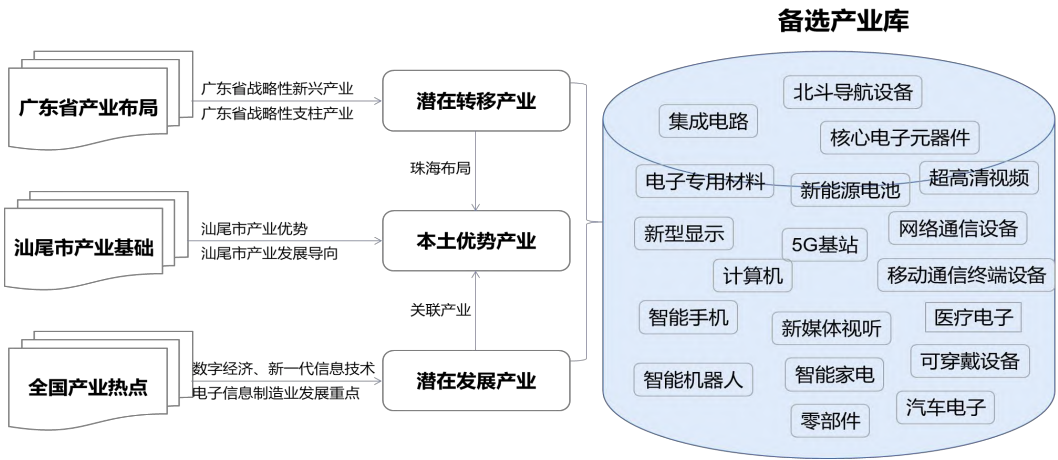 备选产业库
广东省产业布局
广东省战略性新兴产业
广东省战略性支柱产业
潜在转移产业
珠海布局
汕尾市产业基础
汕尾市产业优势
汕尾市产业发展导向
本土优势产业
关联产业
全国产业热点
数字经济、新一代信息技术
电子信息制造业发展重点
潜在发展产业
北斗导航设备
集成电路
核心电子元器件
电子专用材料
新能源电池
超高清视频
新型显示
5G基站
网络通信设备
计算机
移动通信终端设备
智能手机
新媒体视听
医疗电子
智能机器人
智能家电
可穿戴设备
零部件
汽车电子